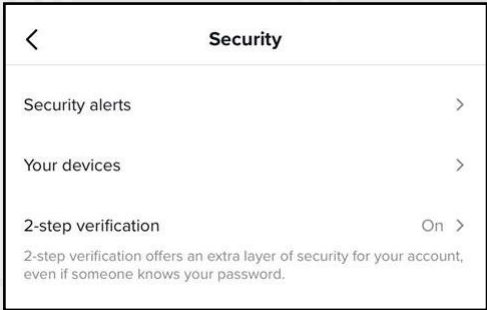 Security
Security alerts
Your devices
2-step verification On
2-step verification offers an extra layer of security for your account,
even if someone knows your password.